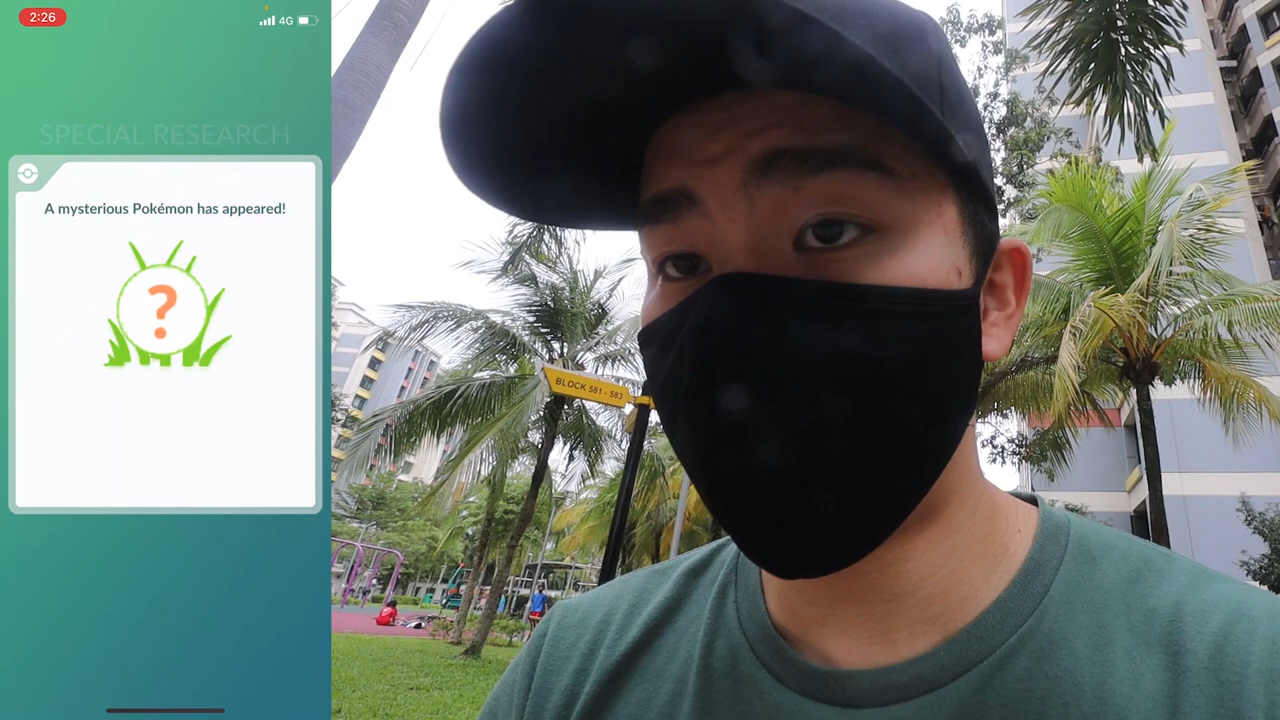 2:26
4G
SPECIAL RESEARCH
A mysterious Pokémon has appeared!
?
BLOCK 581 - 583